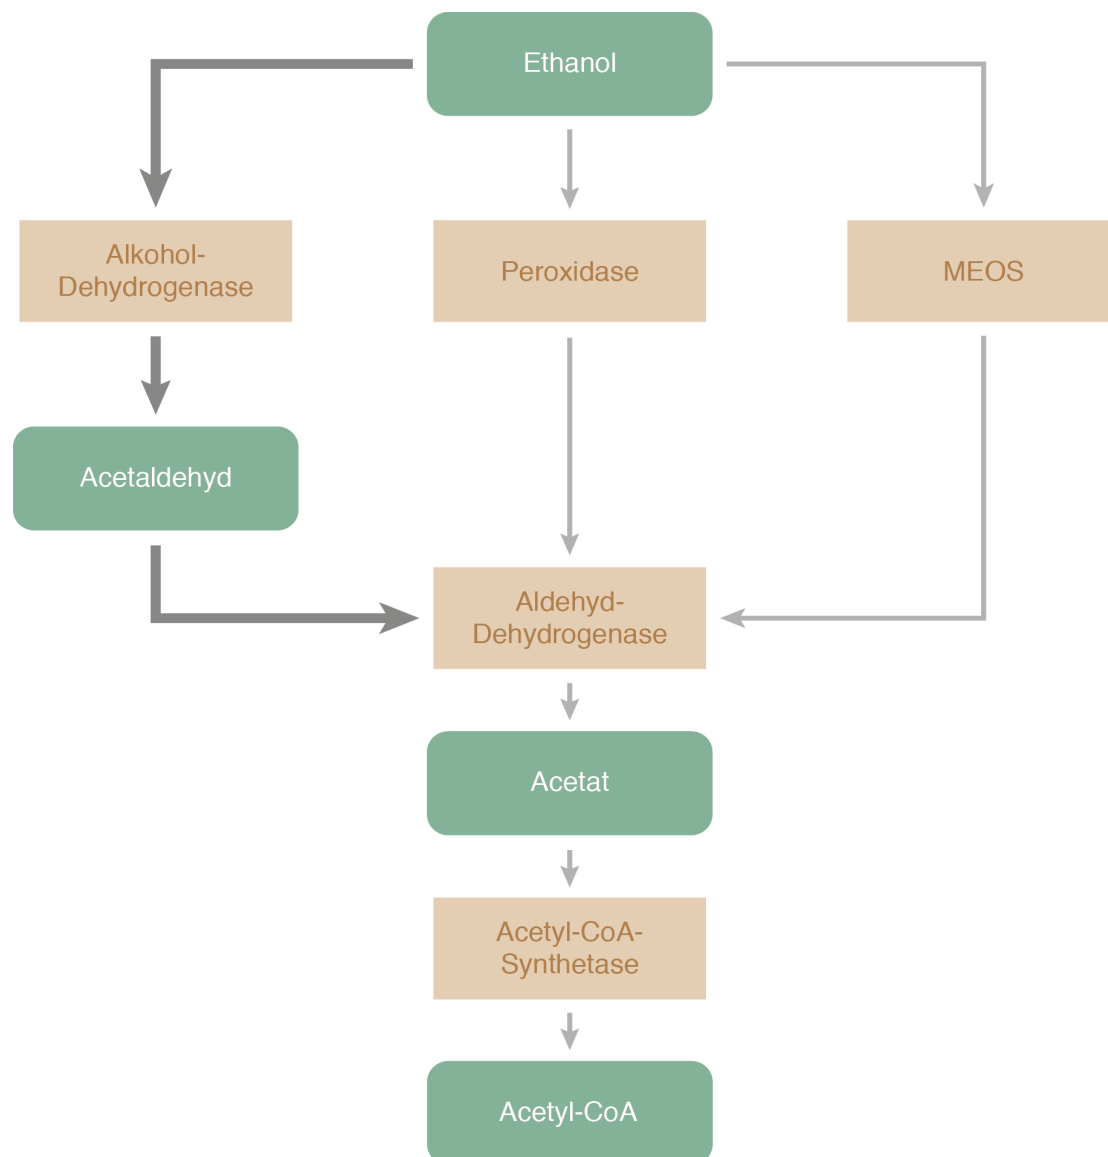 Ethanol
Alkohol-
Dehydrogenase
Peroxidase
MEOS
Acetaldehyd
Aldehyd-
Dehydrogenase
Acetat
Acetyl-CoA-
Synthetase
Acetyl-CoA